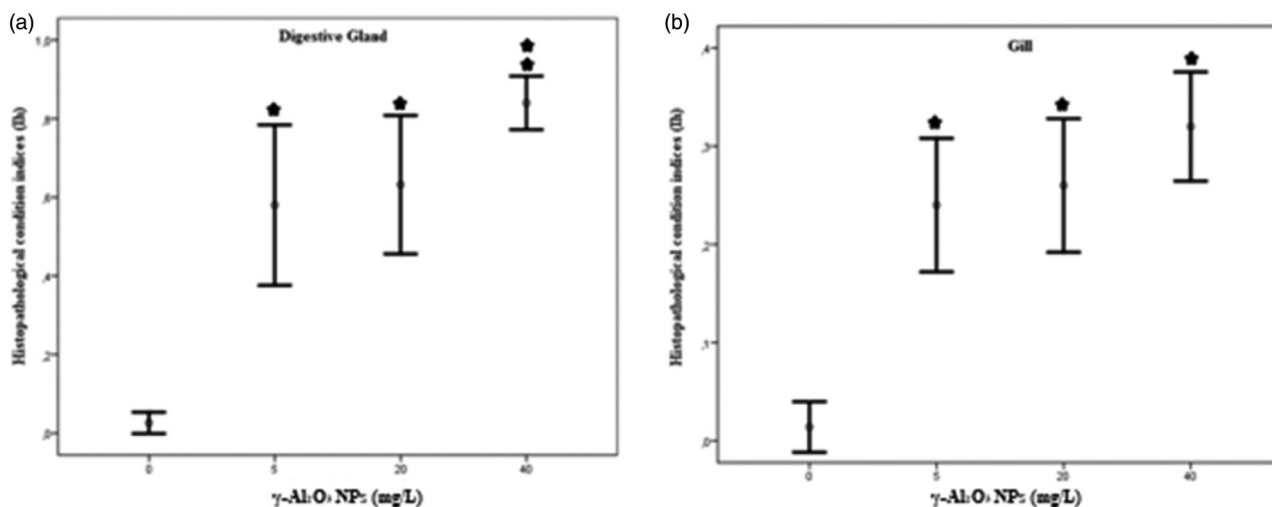 (a)
Digestive Gland
Histopathological condition indices (Ih)
1,0
,8
,6
,4
,2
,0
0 5 20 40
γ-Al₂O₃ NPs (mg/L)
(b)
Gill
Histopathological condition indices (Ih)
,4
,3
,2
,1
,0
0 5 20 40
γ-Al₂O₃ NPs (mg/L)